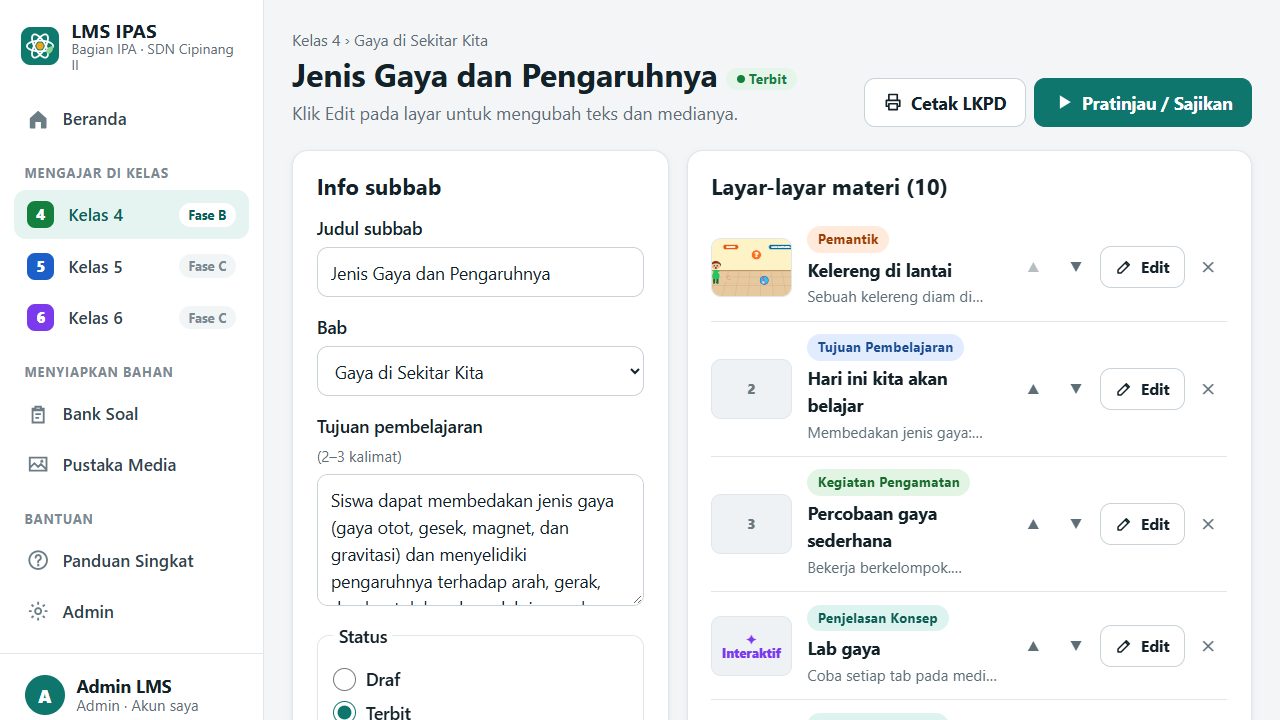 LMS IPAS
Bagian IPA · SDN Cipinang
II
Beranda
MENGAJAR DI KELAS
4 Kelas 4 Fase B
5 Kelas 5 Fase C
6 Kelas 6 Fase C
MENYIAPKAN BAHAN
Bank Soal
Pustaka Media
BANTUAN
Panduan Singkat
Admin
A
Admin LMS
Admin · Akun saya
Kelas 4 › Gaya di Sekitar Kita
Jenis Gaya dan Pengaruhnya
Terbit
Klik Edit pada layar untuk mengubah teks dan medianya.
Cetak LKPD
Pratinjau / Sajikan
Info subbab
Judul subbab
Jenis Gaya dan Pengaruhnya
Bab
Gaya di Sekitar Kita
Tujuan pembelajaran
(2–3 kalimat)
Siswa dapat membedakan jenis gaya
(gaya otot, gesek, magnet, dan
gravitasi) dan menyelidiki
pengaruhnya terhadap arah, gerak,
Status
Draf
Terbit
Layar-layar materi (10)
Pemantik
Kelereng di lantai
Sebuah kelereng diam di...
Edit
2
Tujuan Pembelajaran
Hari ini kita akan
belajar
Membedakan jenis gaya:...
Edit
3
Kegiatan Pengamatan
Percobaan gaya
sederhana
Bekerja berkelompok....
Edit
Interaktif
Penjelasan Konsep
Lab gaya
Coba setiap tab pada medi...
Edit